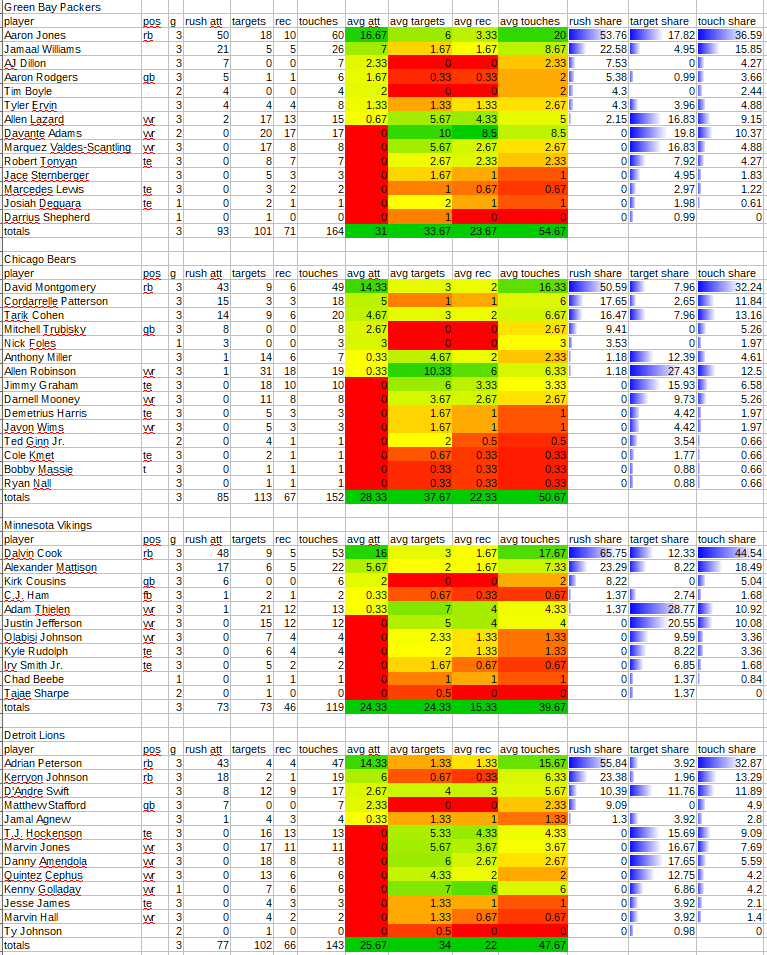 Green Bay Packers
player pos g rush att targets rec touches avg att avg targets avg rec avg touches rush share target share touch share
Aaron Jones rb 3 50 18 10 60 16.67 6 3.33 20 53.76 17.82 36.59
Jamaal Williams 3 21 5 5 26 7 1.67 1.67 8.67 22.58 4.95 15.85
AJ Dillon 3 7 0 0 7 2.33 0 0 2.33 7.53 0 4.27
Aaron Rodgers qb 3 5 1 1 6 1.67 0.33 0.33 2 5.38 0.99 3.66
Tim Boyle 2 4 0 0 4 2 0 0 2 4.3 0 2.44
Tyler Ervin 3 4 4 4 8 1.33 1.33 1.33 2.67 4.3 3.96 4.88
Allen Lazard wr 3 2 17 13 15 0.67 5.67 4.33 5 2.15 16.83 9.15
Davante Adams wr 2 0 20 17 17 0 10 8.5 8.5 0 19.8 10.37
Marquez Valdes-Scantling wr 3 0 17 8 8 0 5.67 2.67 2.67 0 16.83 4.88
Robert Tonyan te 3 0 8 7 7 0 2.67 2.33 2.33 0 7.92 4.27
Jace Sternberger 3 0 5 3 3 0 1.67 1 1 0 4.95 1.83
Marcedes Lewis te 3 0 3 2 2 0 1 0.67 0.67 0 2.97 1.22
Josiah Deguara te 1 0 2 1 1 0 2 1 1 0 1.98 0.61
Darrius Shepherd 1 0 1 0 0 0 1 0 0 0 0.99 0
totals 3 93 101 71 164 31 33.67 23.67 54.67
Chicago Bears
player pos g rush att targets rec touches avg att avg targets avg rec avg touches rush share target share touch share
David Montgomery rb 3 43 9 6 49 14.33 3 2 16.33 50.59 7.96 32.24
Cordarrelle Patterson 3 15 3 3 18 5 1 1 6 17.65 2.65 11.84
Tarik Cohen 3 14 9 6 20 4.67 3 2 6.67 16.47 7.96 13.16
Mitchell Trubisky qb 3 8 0 0 8 2.67 0 0 2.67 9.41 0 5.26
Nick Foles 1 3 0 0 3 3 0 0 3 3.53 0 1.97
Anthony Miller 3 1 14 6 7 0.33 4.67 2 2.33 1.18 12.39 4.61
Allen Robinson wr 3 1 31 18 19 0.33 10.33 6 6.33 1.18 27.43 12.5
Jimmy Graham te 3 0 18 10 10 0 6 3.33 3.33 0 15.93 6.58
Darnell Mooney wr 3 0 11 8 8 0 3.67 2.67 2.67 0 9.73 5.26
Demetrius Harris te 3 0 5 3 3 0 1.67 1 1 0 4.42 1.97
Javon Wims wr 3 0 5 3 3 0 1.67 1 1 0 4.42 1.97
Ted Ginn Jr. 2 0 4 1 1 0 2 0.5 0.5 0 3.54 0.66
Cole Kmet te 3 0 2 1 1 0 0.67 0.33 0.33 0 1.77 0.66
Bobby Massie t 3 0 1 1 1 0 0.33 0.33 0.33 0 0.88 0.66
Ryan Nall 3 0 1 1 1 0 0.33 0.33 0.33 0 0.88 0.66
totals 3 85 113 67 152 28.33 37.67 22.33 50.67
Minnesota Vikings
player pos g rush att targets rec touches avg att avg targets avg rec avg touches rush share target share touch share
Dalvin Cook rb 3 48 9 5 53 16 3 1.67 17.67 65.75 12.33 44.54
Alexander Mattison 3 17 6 5 22 5.67 2 1.67 7.33 23.29 8.22 18.49
Kirk Cousins qb 3 6 0 0 6 2 0 0 2 8.22 0 5.04
C.J. Ham fb 3 1 2 1 2 0.33 0.67 0.33 0.67 1.37 2.74 1.68
Adam Thielen wr 3 1 21 12 13 0.33 7 4 4.33 1.37 28.77 10.92
Justin Jefferson wr 3 0 15 12 12 0 5 4 4 0 20.55 10.08
Olabisi Johnson wr 3 0 7 4 4 0 2.33 1.33 1.33 0 9.59 3.36
Kyle Rudolph te 3 0 6 4 4 0 2 1.33 1.33 0 8.22 3.36
Irv Smith Jr. te 3 0 5 2 2 0 1.67 0.67 0.67 0 6.85 1.68
Chad Beebe 1 0 1 1 1 0 1 1 1 0 1.37 0.84
Tajae Sharpe 2 0 1 0 0 0 0.5 0 0 0 1.37 0
totals 3 73 73 46 119 24.33 24.33 15.33 39.67
Detroit Lions
player pos g rush att targets rec touches avg att avg targets avg rec avg touches rush share target share touch share
Adrian Peterson rb 3 43 4 4 47 14.33 1.33 1.33 15.67 55.84 3.92 32.87
Kerryon Johnson rb 3 18 2 1 19 6 0.67 0.33 6.33 23.38 1.96 13.29
D'Andre Swift 3 8 12 9 17 2.67 4 3 5.67 10.39 11.76 11.89
Matthew Stafford qb 3 7 0 0 7 2.33 0 0 2.33 9.09 0 4.9
Jamal Agnew 3 1 4 3 4 0.33 1.33 1 1.33 1.3 3.92 2.8
T.J. Hockenson te 3 0 16 13 13 0 5.33 4.33 4.33 0 15.69 9.09
Marvin Jones wr 3 0 17 11 11 0 5.67 3.67 3.67 0 16.67 7.69
Danny Amendola wr 3 0 18 8 8 0 6 2.67 2.67 0 17.65 5.59
Quintez Cephus wr 3 0 13 6 6 0 4.33 2 2 0 12.75 4.2
Kenny Golladay wr 1 0 7 6 6 0 7 6 6 0 6.86 4.2
Jesse James te 3 0 4 3 3 0 1.33 1 1 0 3.92 2.1
Marvin Hall wr 3 0 4 2 2 0 1.33 0.67 0.67 0 3.92 1.4
Ty Johnson 2 0 1 0 0 0 0.5 0 0 0 0.98 0
totals 3 77 102 66 143 25.67 34 22 47.67